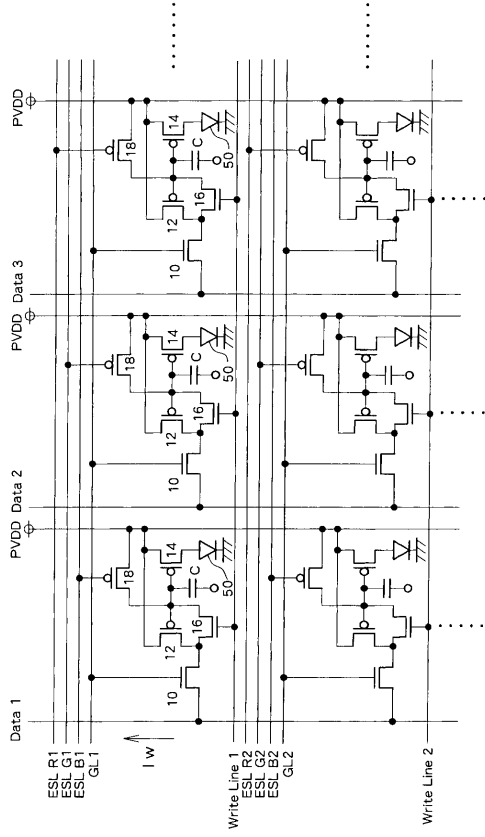 Data 1
PVDD
Data 2
PVDD
Data 3
PVDD
ESL R1
ESL G1
ESL B1
GL1
I w
18
12
14
C
10
16
50
18
12
14
C
10
16
50
18
12
14
C
10
16
50
Write Line 1
ESL R2
ESL G2
ESL B2
GL2
Write Line 2